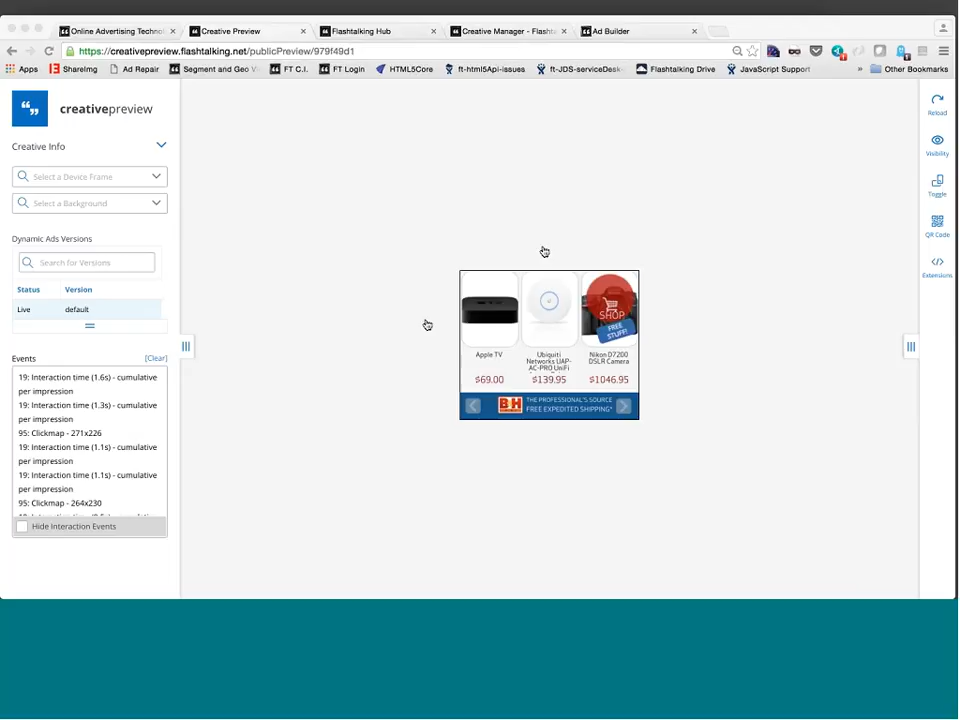 Online Advertising Technol
Creative Preview
Flashtalking Hub
Creative Manager - Flashta
Ad Builder
https://creativepreview.flashtalking.net/publicPreview/979f49d1
Apps
ShareImg
Ad Repair
Segment and Geo V
FT C.I.
FT Login
HTML5Core
ft-html5Api-issues
ft-JDS-serviceDesk
Flashtalking Drive
JavaScript Support
»
Other Bookmarks
creativepreview
Creative Info
Select a Device Frame
Select a Background
Dynamic Ads Versions
Search for Versions
Status Version
Live default
Events [Clear]
19: Interaction time (1.6s) - cumulative
per impression
19: Interaction time (1.3s) - cumulative
per impression
95: Clickmap - 271x226
19: Interaction time (1.1s) - cumulative
per impression
19: Interaction time (1.1s) - cumulative
per impression
95: Clickmap - 264x230
Hide Interaction Events
SHOP
FREE
STUFF!
Apple TV
$69.00
Ubiquiti
Networks UAP-
AC-PRO UniFi
$139.95
Nikon D7200
DSLR Camera
$1046.95
B&H
THE PROFESSIONAL'S SOURCE
FREE EXPEDITED SHIPPING*
Reload
Visibility
Toggle
QR Code
Extensions